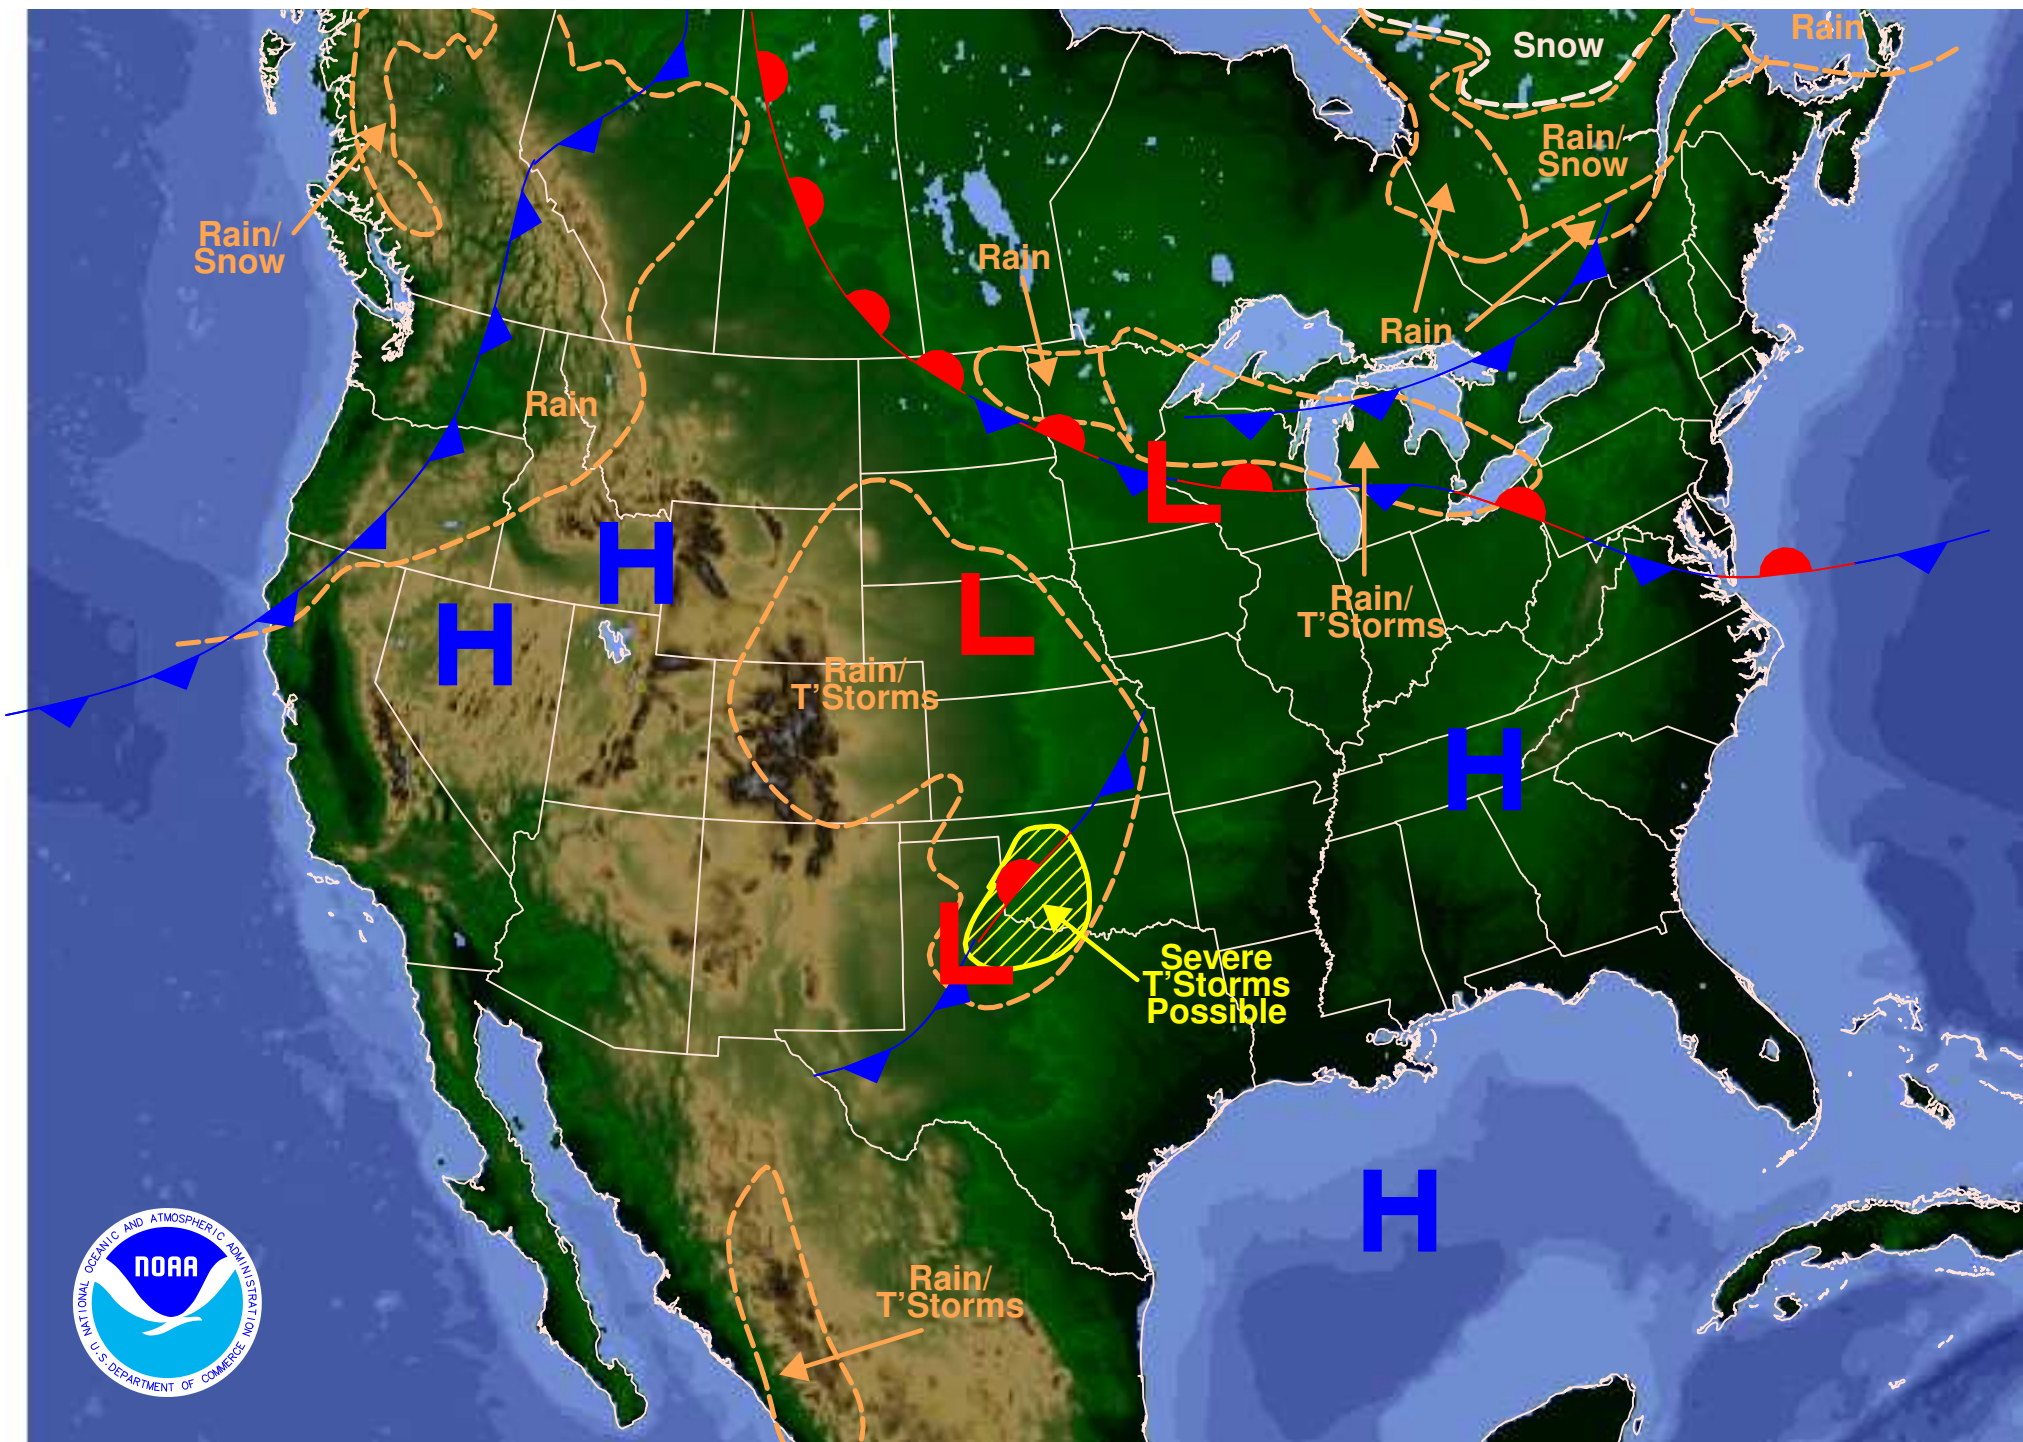 Rain
Snow
Rain/
Snow
Rain/
Snow
Rain
Rain
Rain
H
L
H
L
H
Rain/
T'Storms
Rain/
T'Storms
H
L
Severe
T'Storms
Possible
H
Rain/
T'Storms
NATIONAL OCEANIC AND ATMOSPHERIC ADMINISTRATION
NOAA
U.S. DEPARTMENT OF COMMERCE